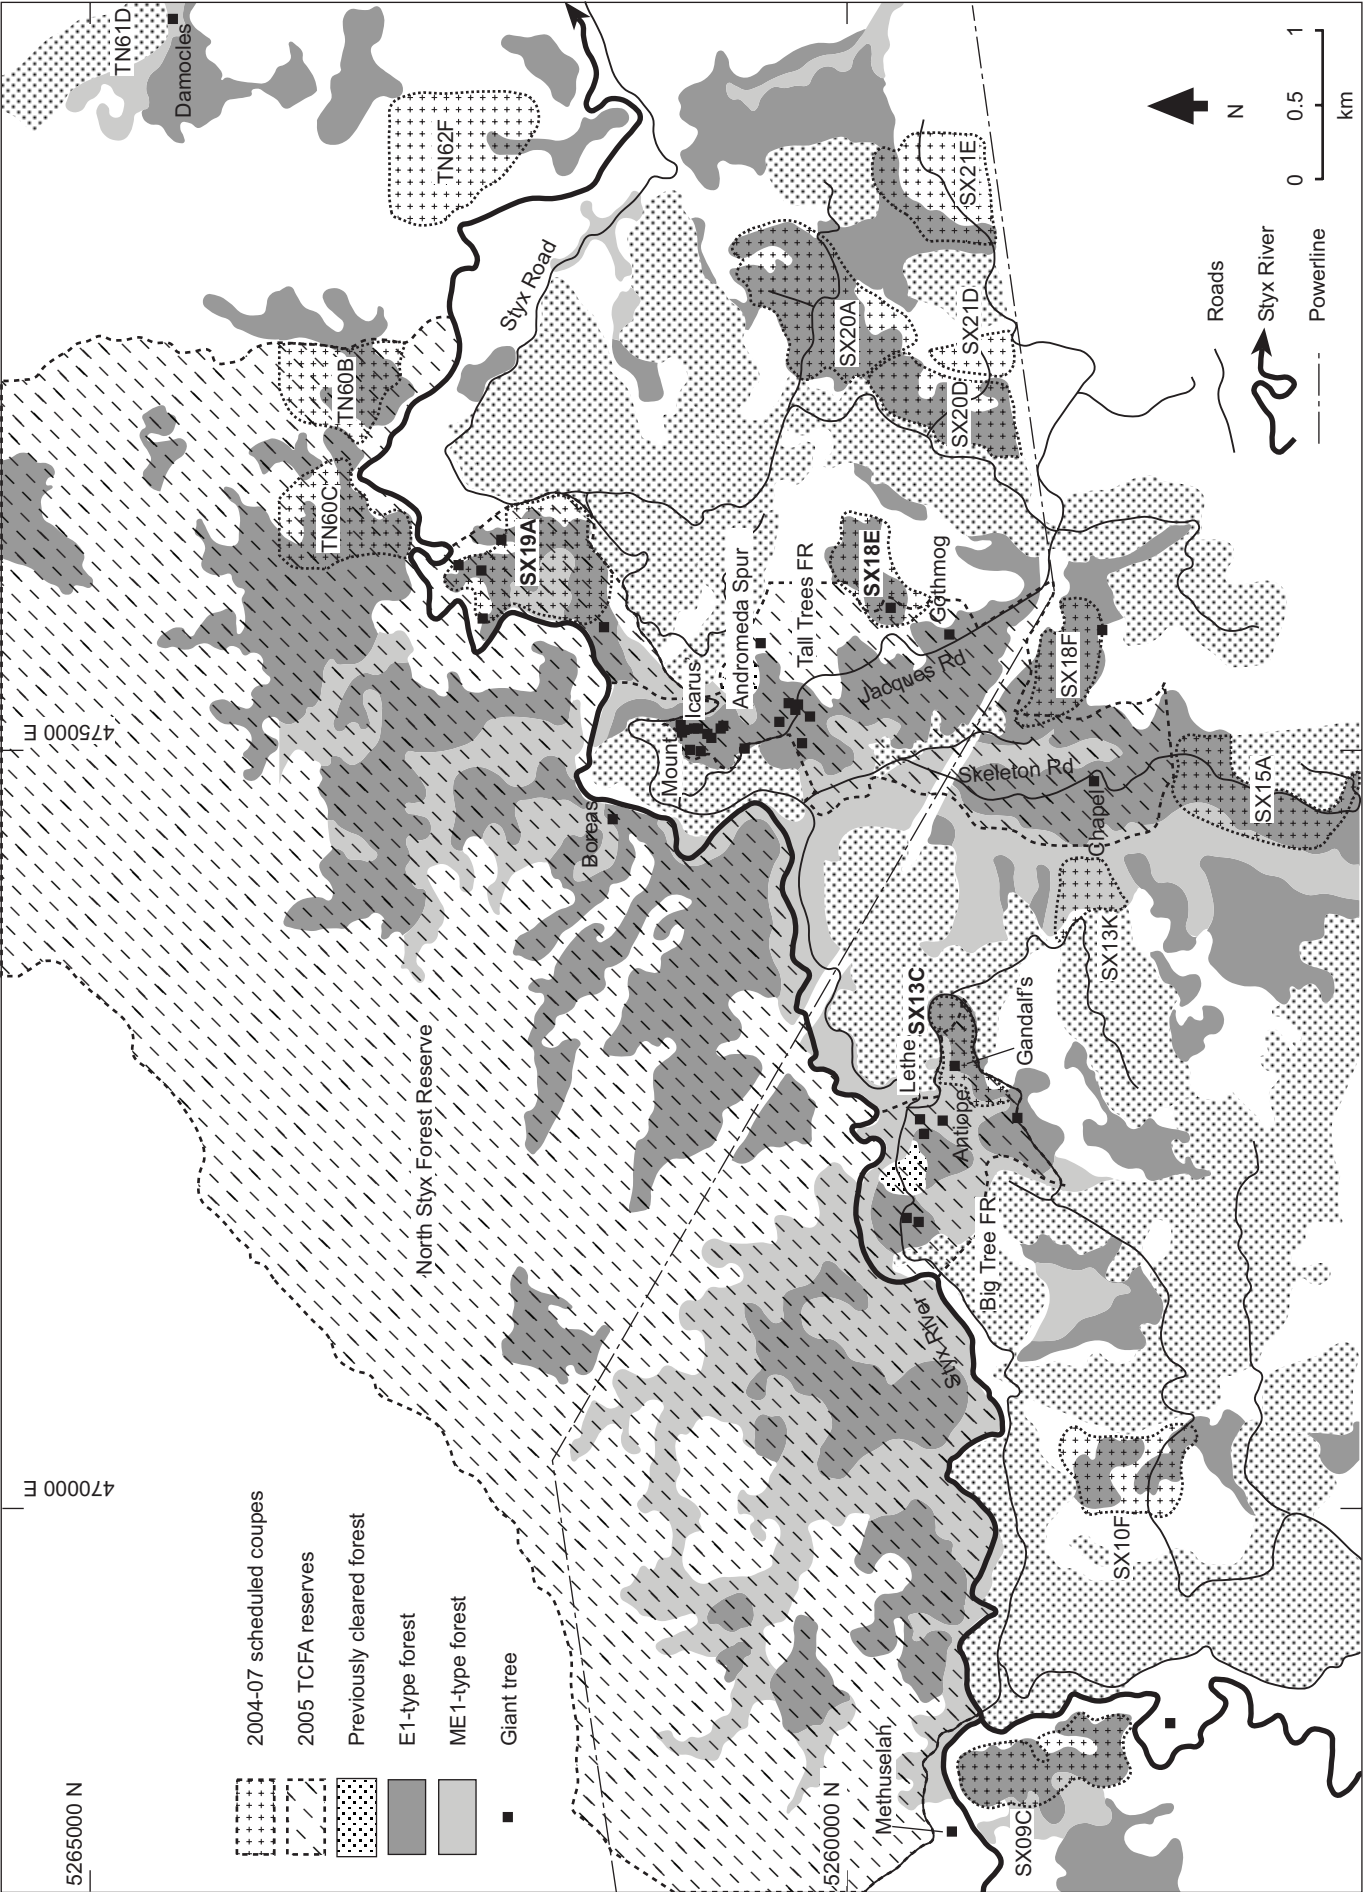 5265000 N
5260000 N
470000 E
475000 E
2004-07 scheduled coupes
2005 TCFA reserves
Previously cleared forest
E1-type forest
ME1-type forest
Giant tree
North Styx Forest Reserve
TN61D
Damocles
TN62F
TN60B
TN60C
Styx Road
SX19A
Boreas
Mount
Icarus
Andromeda Spur
Tall Trees FR
SX18E
Gothmog
Jacques Rd
SX18F
Skeleton Rd
Chapel
SX15A
SX13K
SX20A
SX20D
SX21D
SX21E
Lethe
SX13C
Gandalf's
Antiope
Big Tree FR
Styx River
SX10F
Methuselah
SX09C
Roads
Styx River
Powerline
N
0
0.5
1
km